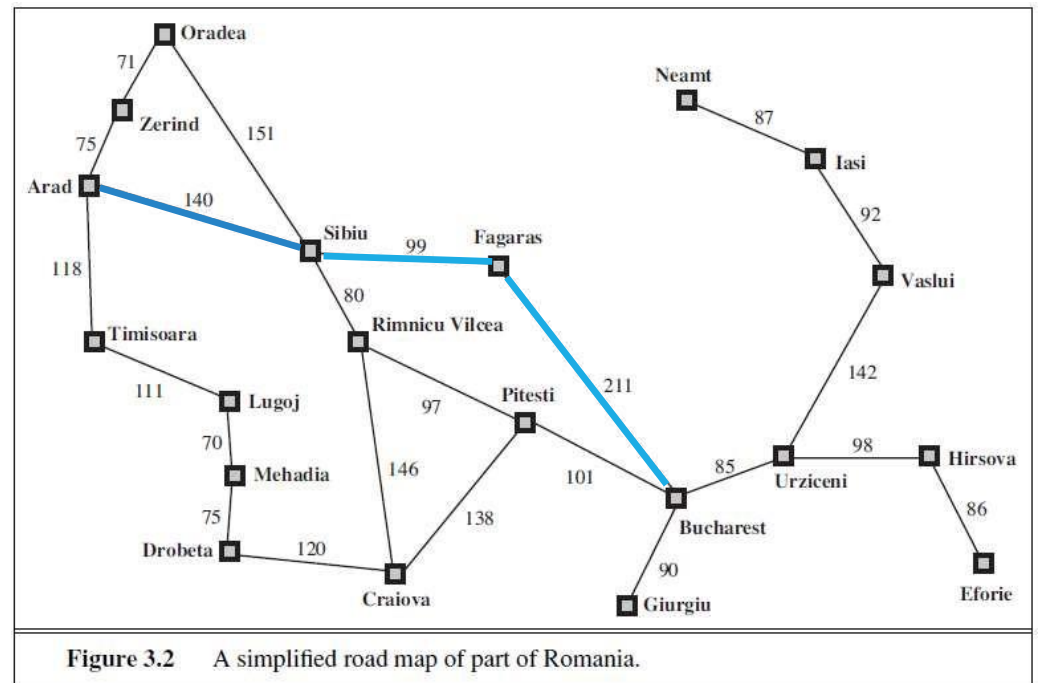 Oradea
71
Neamt
87
Zerind
151
75
Iasi
Arad
140
92
Sibiu
99
Fagaras
118
Vaslui
80
Timisoara
Rimnicu Vilcea
142
111
Pitesti
211
Lugoj
97
70
98
Hirsova
146
101
85
Mehadia
Urziceni
86
75
138
Bucharest
Drobeta
120
90
Eforie
Craiova
Giurgiu
Figure 3.2 A simplified road map of part of Romania.